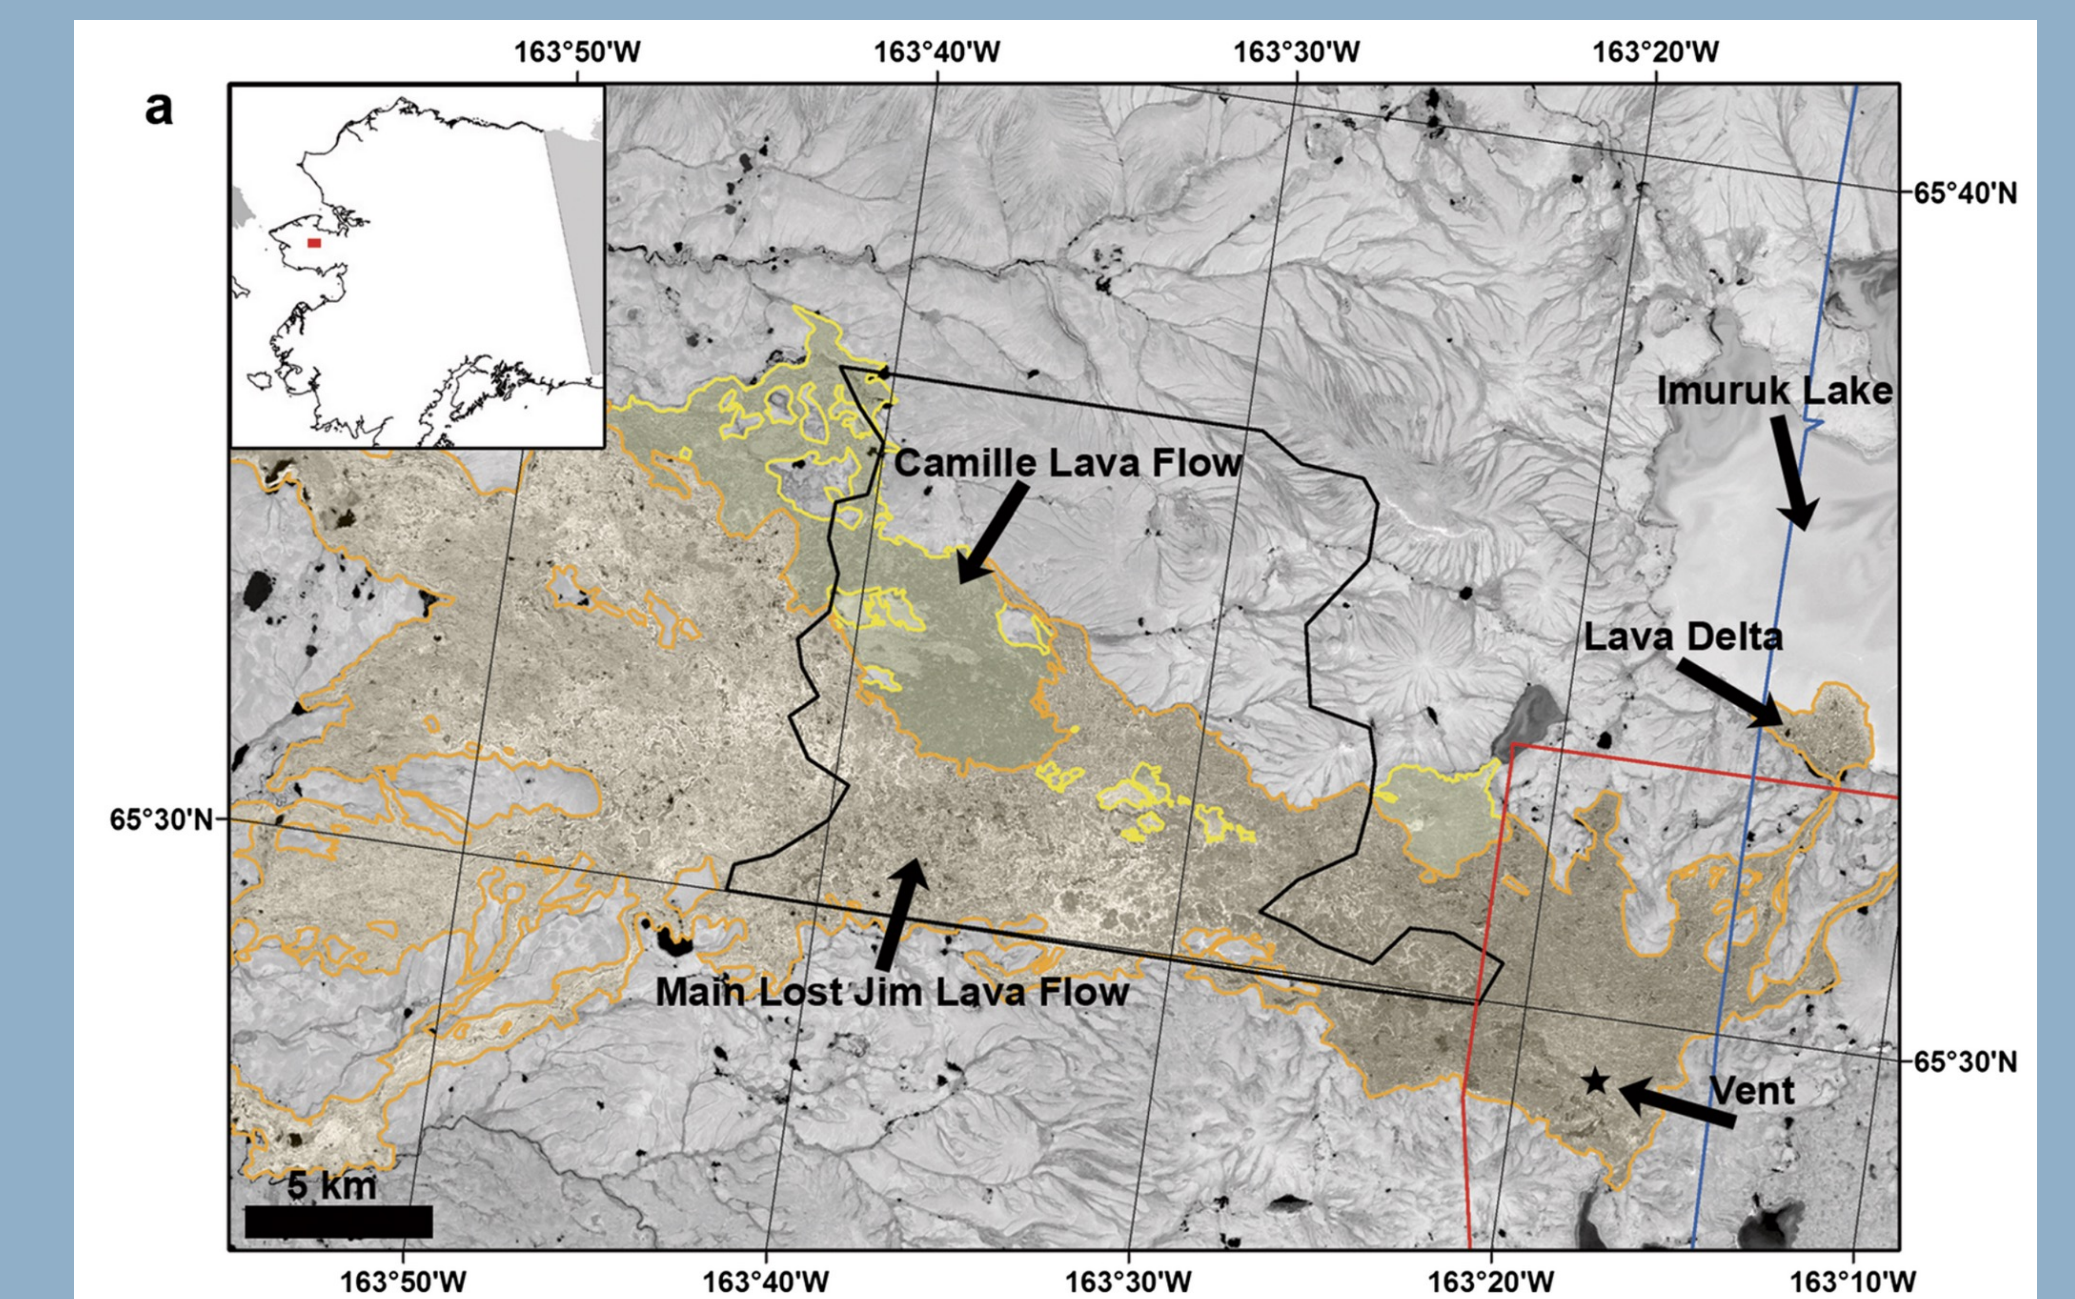 163°50'W 163°40'W 163°30'W 163°20'W
a
65°40'N
Imuruk Lake
Camille Lava Flow
Lava Delta
65°30'N
Main Lost Jim Lava Flow
65°30'N
Vent
5 km
163°50'W 163°40'W 163°30'W 163°20'W 163°10'W